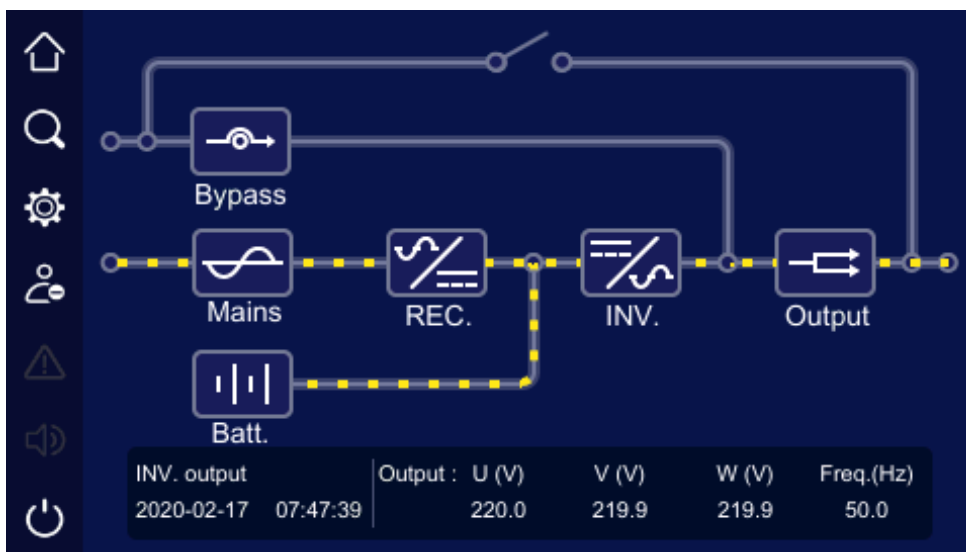 Bypass
Mains
REC.
INV.
Output
Batt.
INV. output
Output : U (V) V (V) W (V) Freq.(Hz)
2020-02-17 07:47:39
220.0 219.9 219.9 50.0